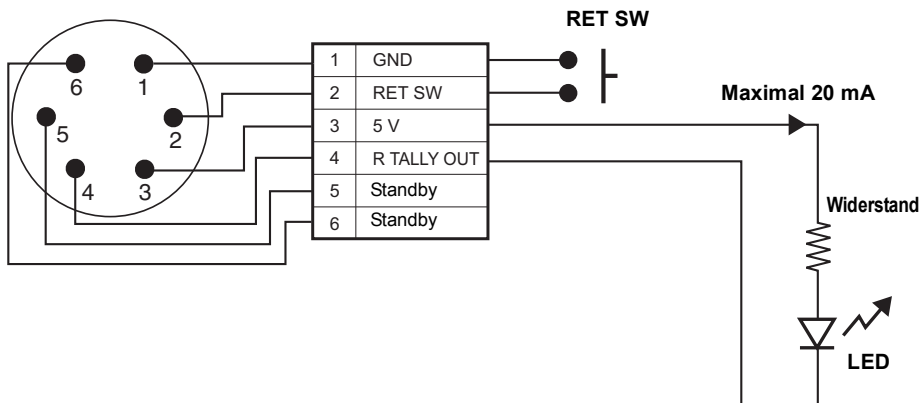 RET SW
6
1
5
2
4
3
1 GND
2 RET SW
3 5 V
4 R TALLY OUT
5 Standby
6 Standby
Maximal 20 mA
Widerstand
LED